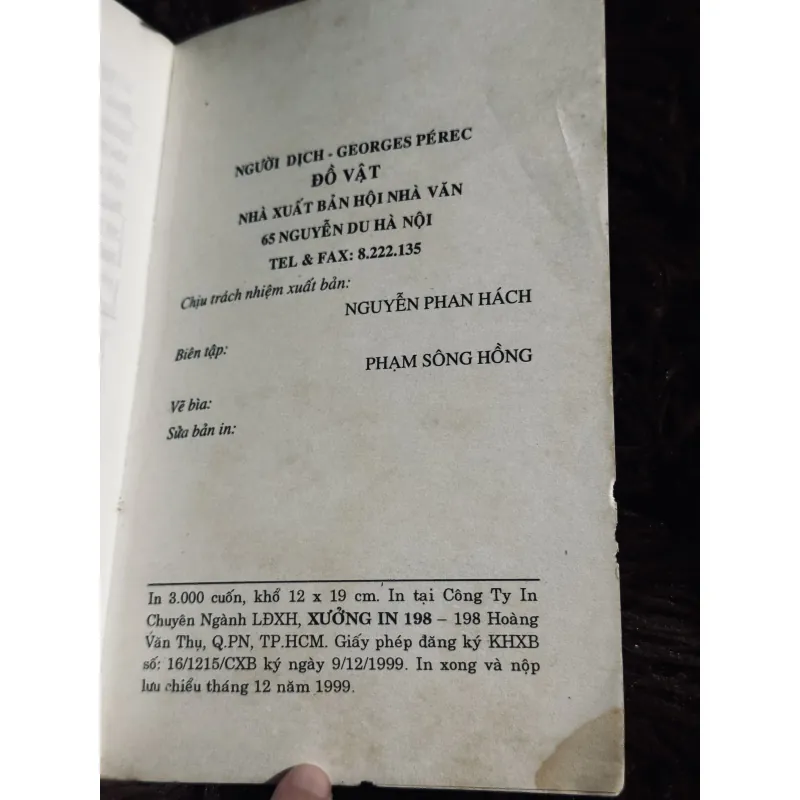 NGƯỜI DỊCH - GEORGES PÉREC
ĐỒ VẬT
NHÀ XUẤT BẢN HỘI NHÀ VĂN
65 NGUYỄN DU HÀ NỘI
TEL & FAX: 8.222.135
Chịu trách nhiệm xuất bản:
NGUYỄN PHAN HÁCH
Biên tập:
PHẠM SÔNG HỒNG
Vẽ bìa:
Sửa bản in:
In 3.000 cuốn, khổ 12 x 19 cm. In tại Công Ty In
Chuyên Ngành LĐXH, XƯỞNG IN 198 – 198 Hoàng
Văn Thụ, Q.PN, TP.HCM. Giấy phép đăng ký KHXB
số: 16/1215/CXB ký ngày 9/12/1999. In xong và nộp
lưu chiểu tháng 12 năm 1999.